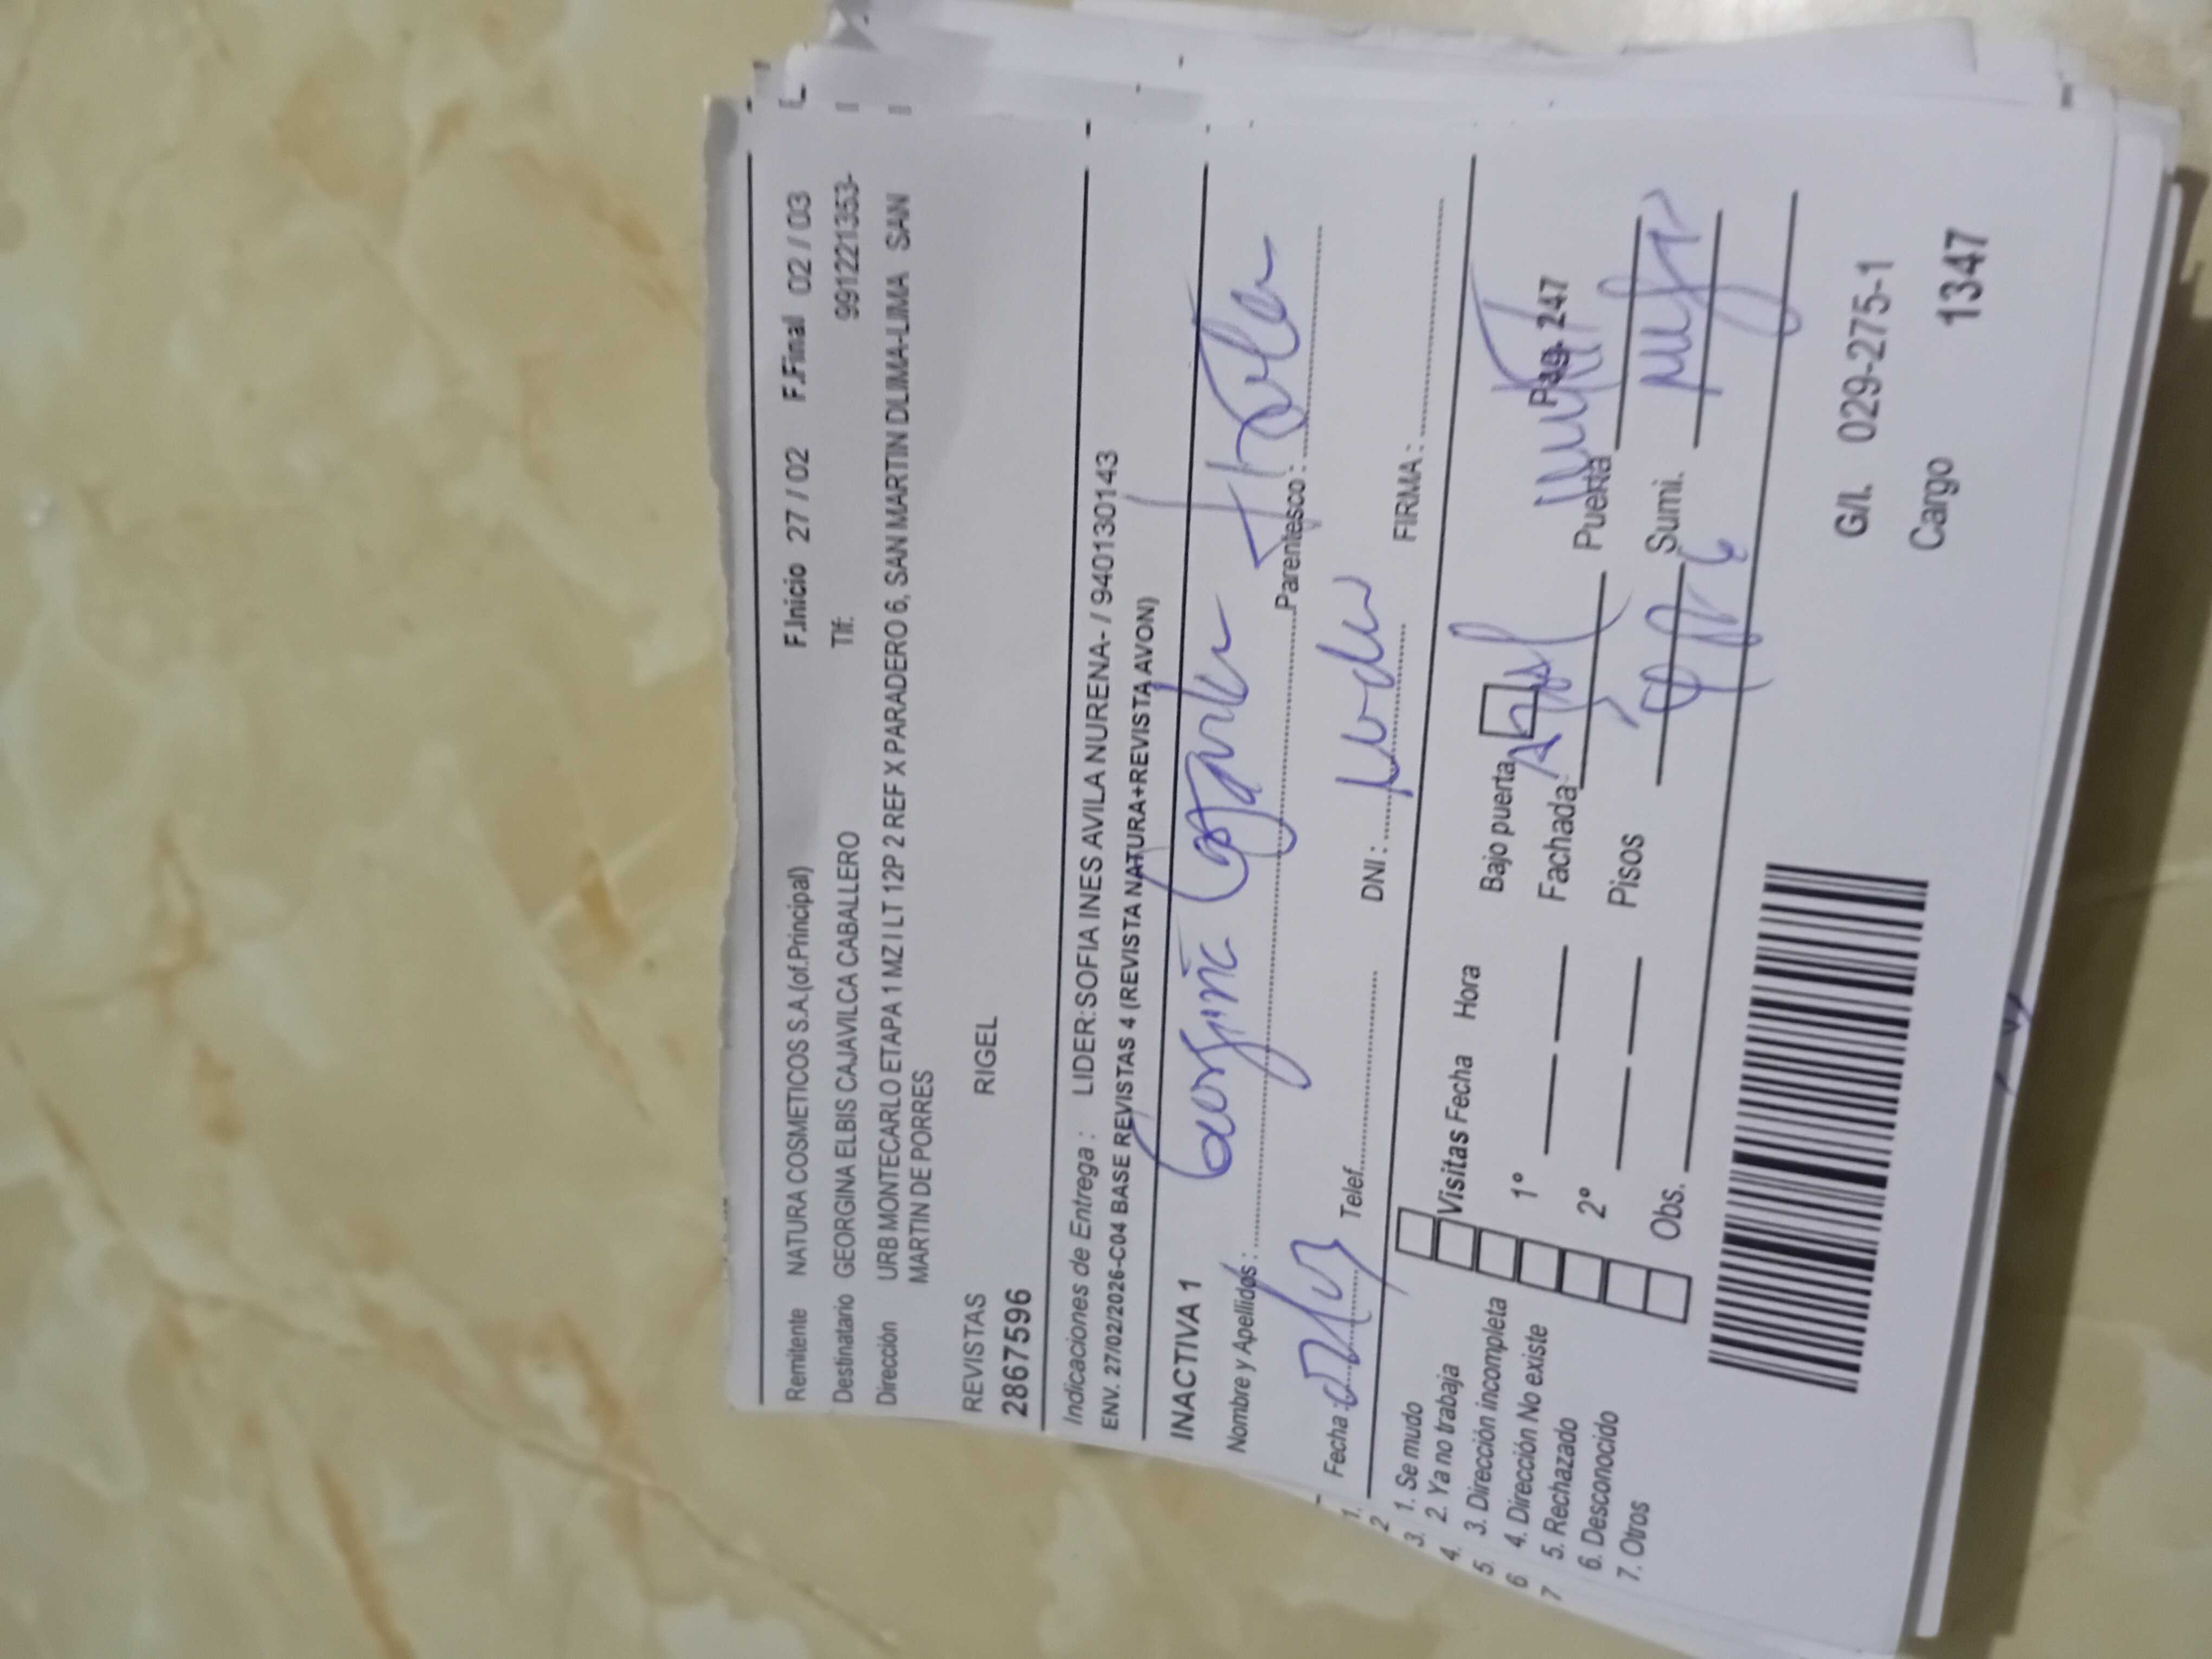 Remitente NATURA COSMETICOS S.A.(of.Principal) F.Inicio 27 / 02 F.Final 02 / 03
Destinatario GEORGINA ELBIS CAJAVILCA CABALLERO Tlf: 991221353-
Dirección URB MONTECARLO ETAPA 1 MZ I LT 12P 2 REF X PARADERO 6, SAN MARTIN DLIMA-LIMA SAN
MARTIN DE PORRES
REVISTAS RIGEL
2867596
Indicaciones de Entrega : LIDER:SOFIA INES AVILA NURENA- / 940130143
ENV. 27/02/2026-C04 BASE REVISTAS 4 (REVISTA NATURA+REVISTA AVON)
INACTIVA 1
Nombre y Apellidos : Parentesco :
Fecha : Telef. DNI : FIRMA :
1. Se mudo
2. Ya no trabaja
3. Dirección incompleta
4. Dirección No existe
5. Rechazado
6. Desconocido
7. Otros
Visitas Fecha Hora
1°
2°
Obs.
Bajo puerta Pag. 247
Fachada Puerta
Pisos Sumi.
G/I. 029-275-1
Cargo 1347